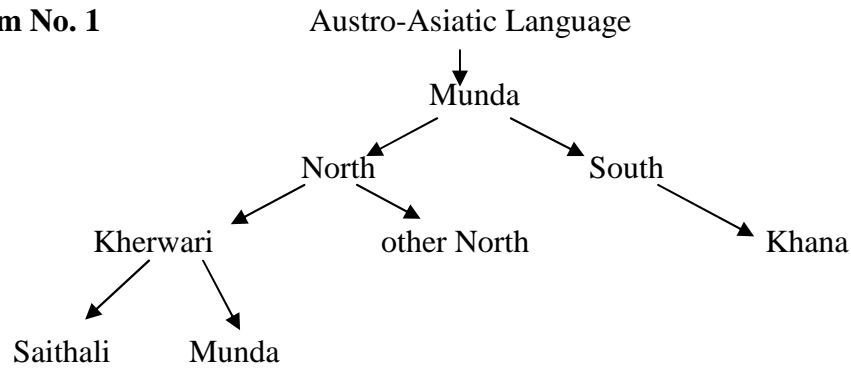 m No. 1 Austro-Asiatic Language
Munda
North South
Kherwari other North Khana
Saithali Munda